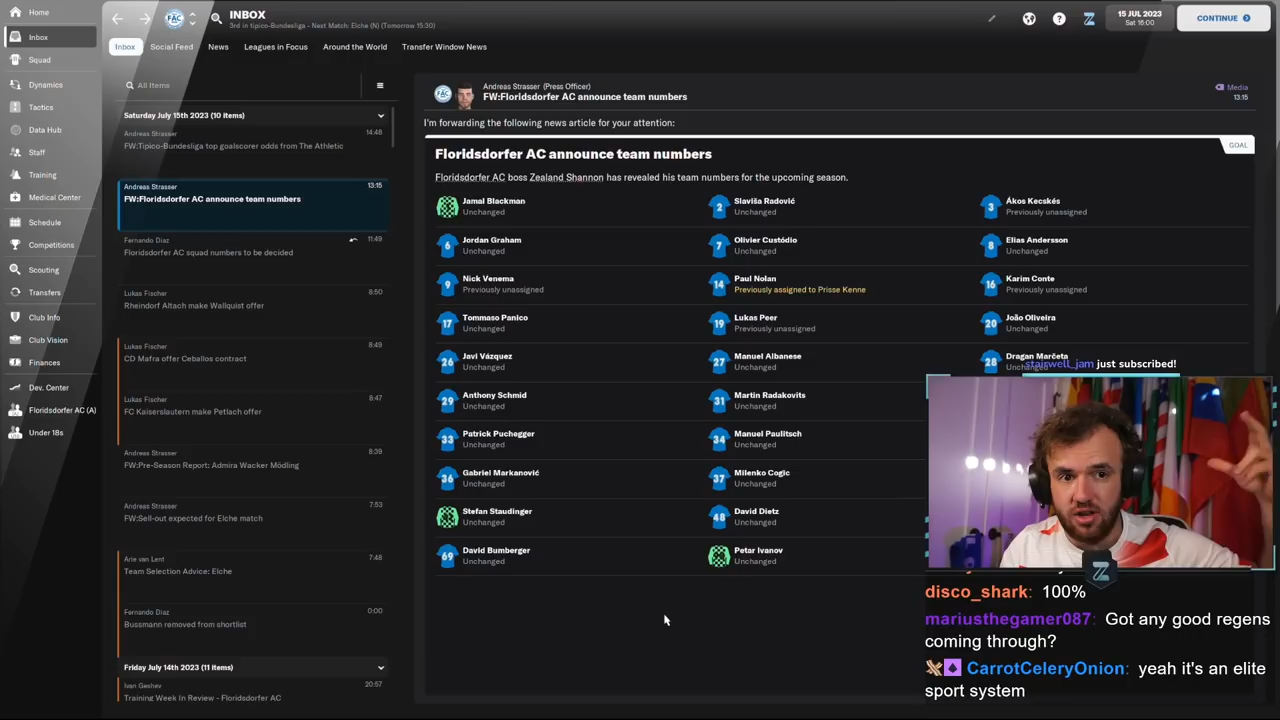 Home
Inbox
Squad
Dynamics
Tactics
Data Hub
Staff
Training
Medical Center
Schedule
Competitions
Scouting
Transfers
Club Info
Club Vision
Finances
Dev. Center
Floridsdorfer AC (A)
Under 18s
FAC
INBOX
3rd in tipico-Bundesliga - Next Match: Elche (N) (Tomorrow 15:30)
15 JUL 2023
Sat 16:00
CONTINUE
Inbox Social Feed News Leagues in Focus Around the World Transfer Window News
All Items
Saturday July 15th 2023 (10 items)
Andreas Strasser 14:48
FW:Tipico-Bundesliga top goalscorer odds from The Athletic
Andreas Strasser 13:15
FW:Floridsdorfer AC announce team numbers
Fernando Diaz 11:49
Floridsdorfer AC squad numbers to be decided
Lukas Fischer 8:50
Rheindorf Altach make Wallquist offer
Lukas Fischer 8:49
CD Mafra offer Ceballos contract
Lukas Fischer 8:47
FC Kaiserslautern make Petlach offer
Andreas Strasser 8:39
FW:Pre-Season Report: Admira Wacker Mödling
Andreas Strasser 7:53
FW:Sell-out expected for Elche match
Arie van Lent 7:48
Team Selection Advice: Elche
Fernando Diaz 0:00
Bussmann removed from shortlist
Friday July 14th 2023 (11 items)
Ivan Geshev 20:57
Training Week In Review - Floridsdorfer AC
Andreas Strasser (Press Officer)
FW:Floridsdorfer AC announce team numbers
Media
13:15
I'm forwarding the following news article for your attention:
GOAL
Floridsdorfer AC announce team numbers
Floridsdorfer AC boss Zealand Shannon has revealed his team numbers for the upcoming season.
Jamal Blackman
Unchanged
2 Slaviša Radović
Unchanged
3 Ákos Kecskés
Previously unassigned
6 Jordan Graham
Unchanged
7 Olivier Custódio
Unchanged
8 Elias Andersson
Unchanged
9 Nick Venema
Previously unassigned
14 Paul Nolan
Previously assigned to Prisse Kenne
16 Karim Conte
Previously unassigned
17 Tommaso Panico
Unchanged
19 Lukas Peer
Previously unassigned
20 João Oliveira
Unchanged
26 Javi Vázquez
Unchanged
27 Manuel Albanese
Unchanged
28 Dragan Marčeta
Unchanged
29 Anthony Schmid
Unchanged
31 Martin Radakovits
Unchanged
33 Patrick Puchegger
Unchanged
34 Manuel Paulitsch
Unchanged
36 Gabriel Markanović
Unchanged
37 Milenko Cogic
Unchanged
Stefan Staudinger
Unchanged
48 David Dietz
Unchanged
69 David Bumberger
Unchanged
Petar Ivanov
Unchanged
stairwell_jam just subscribed!
disco_shark: 100%
mariusthegamer087: Got any good regens
coming through?
CarrotCeleryOnion: yeah it's an elite
sport system